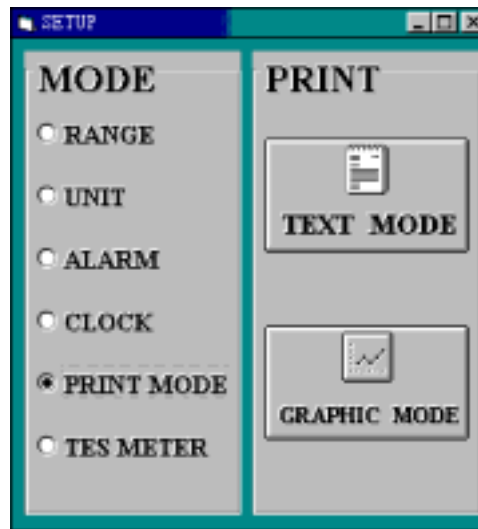 SETUP
MODE
RANGE
UNIT
ALARM
CLOCK
PRINT MODE
TES METER
PRINT
TEXT MODE
GRAPHIC MODE